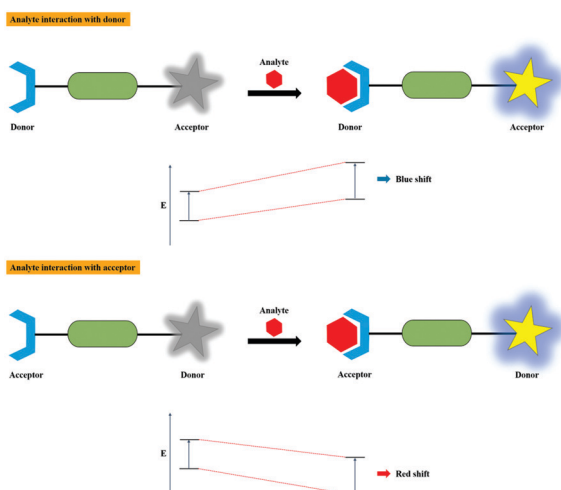 Analyte interaction with donor
Analyte
Donor
Acceptor
Donor
Acceptor
E
Blue shift
Analyte interaction with acceptor
Analyte
Acceptor
Donor
Acceptor
Donor
E
Red shift